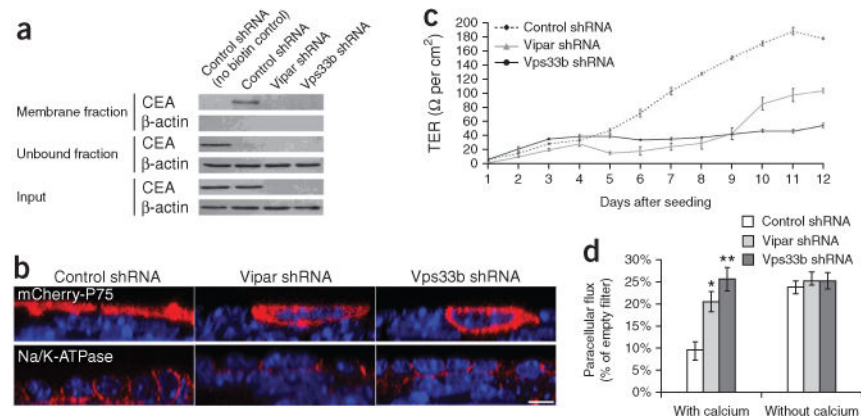 a
Control shRNA
(no biotin control)
Control shRNA
Vipar shRNA
Vps33b shRNA
Membrane fraction
CEA
β-actin
Unbound fraction
CEA
β-actin
Input
CEA
β-actin
b
Control shRNA
Vipar shRNA
Vps33b shRNA
mCherry-P75
Na/K-ATPase
c
Control shRNA
Vipar shRNA
Vps33b shRNA
TER (Ω per cm²)
200
180
160
140
120
100
80
60
40
20
0
1 2 3 4 5 6 7 8 9 10 11 12
Days after seeding
d
Control shRNA
Vipar shRNA
Vps33b shRNA
Paracellular flux
(% of empty filter)
30%
25%
20%
15%
10%
5%
0%
*
**
With calcium
Without calcium